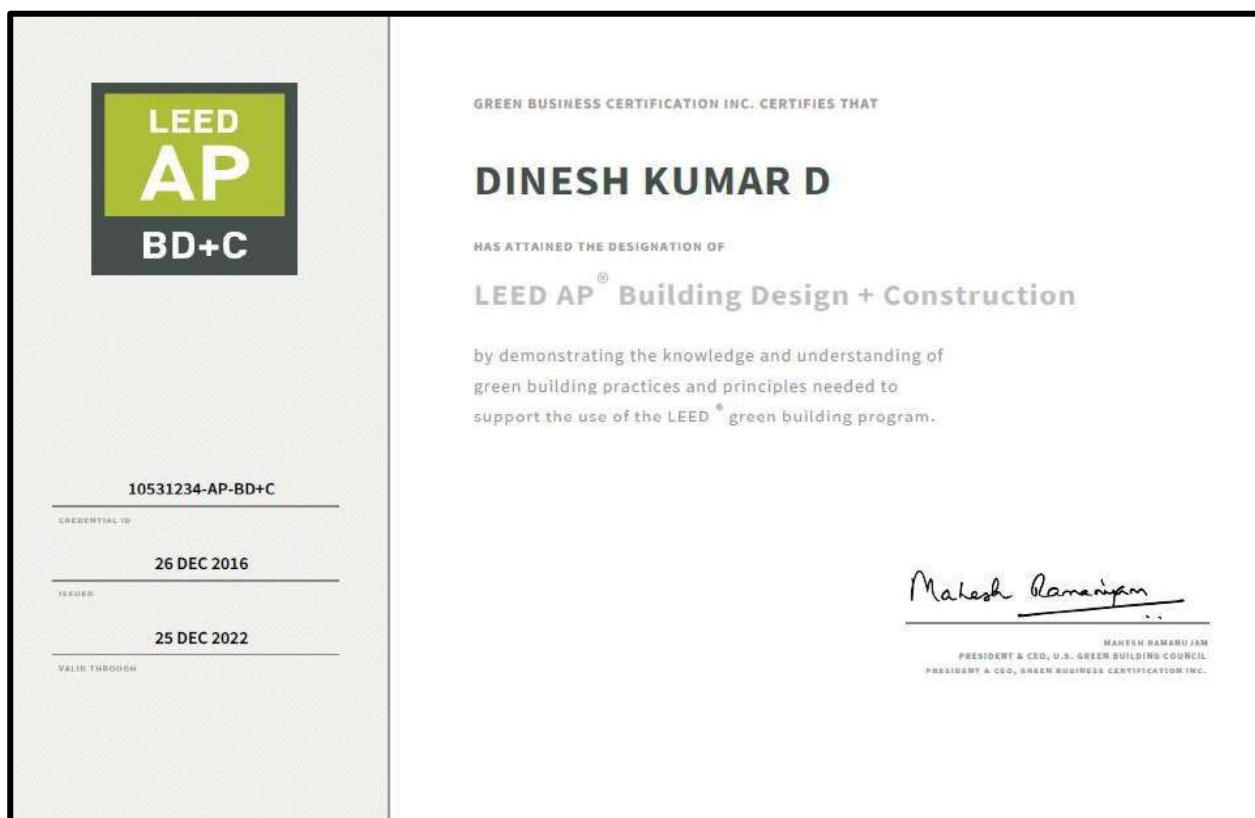 LEED
AP
BD+C
10531234-AP-BD+C
CREDENTIAL ID
26 DEC 2016
ISSUED
25 DEC 2022
VALID THROUGH
GREEN BUSINESS CERTIFICATION INC. CERTIFIES THAT
DINESH KUMAR D
HAS ATTAINED THE DESIGNATION OF
LEED AP® Building Design + Construction
by demonstrating the knowledge and understanding of
green building practices and principles needed to
support the use of the LEED ® green building program.
Mahesh Ramanujam
MAHESH RAMANUJAM
PRESIDENT & CEO, U.S. GREEN BUILDING COUNCIL
PRESIDENT & CEO, GREEN BUSINESS CERTIFICATION INC.